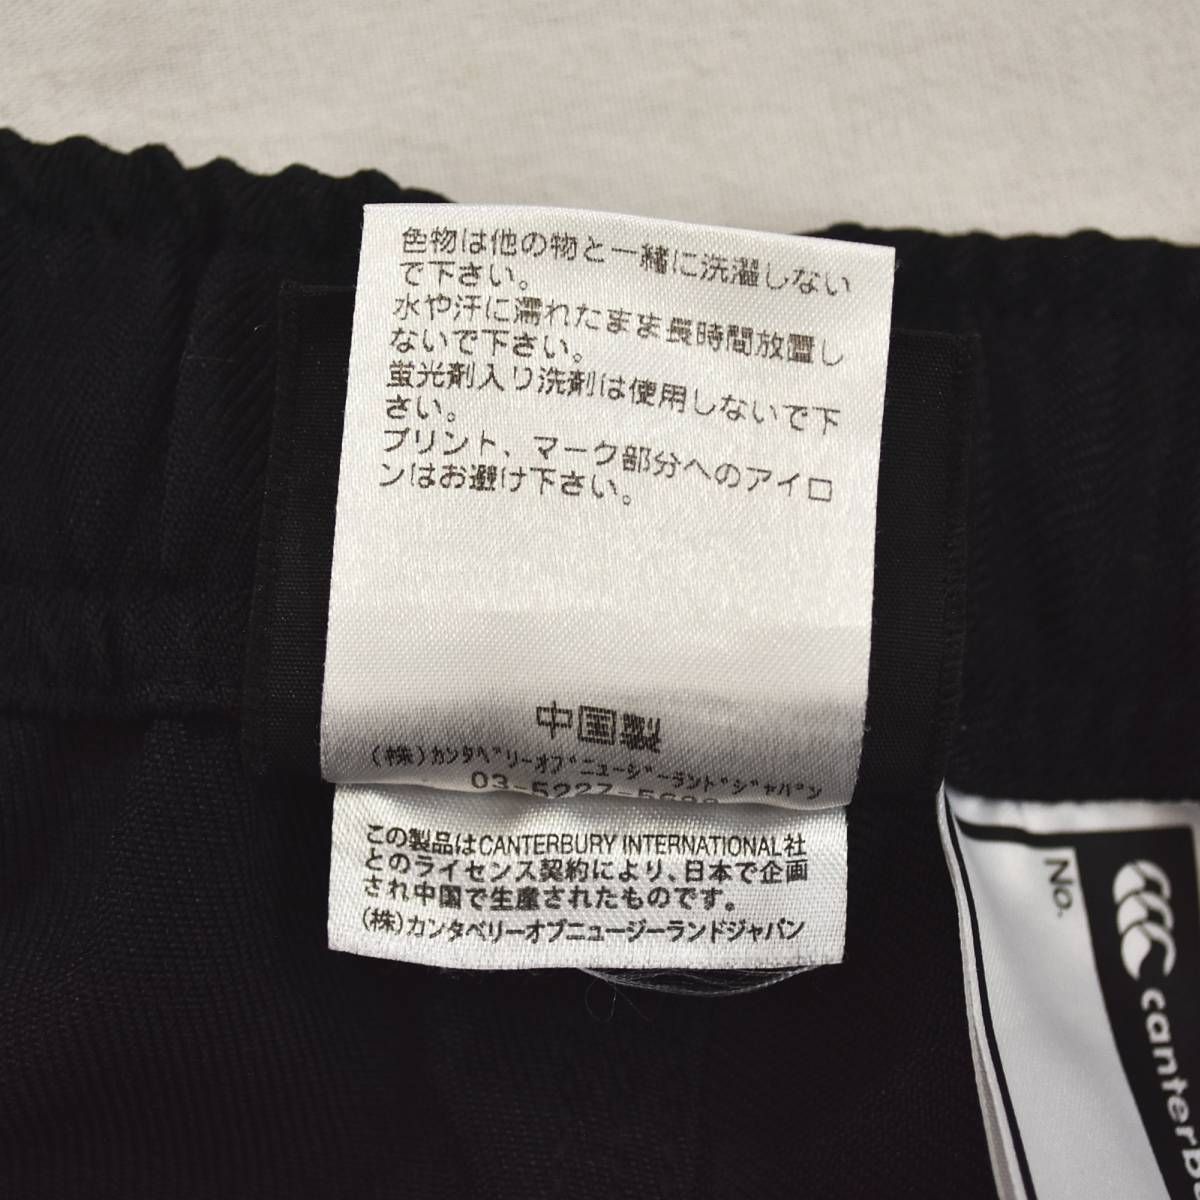 色物は他の物と一緒に洗濯しない
で下さい。
水や汗に濡れたまま長時間放置し
ないで下さい。
蛍光剤入り洗剤は使用しないで下
さい。
プリント、マーク部分へのアイロ
ンはお避け下さい。
中国製
(株)カンタベリーオブニュージーランドジャパン
03-5227-
この製品はCANTERBURY INTERNATIONAL社
とのライセンス契約により、日本で企画
され中国で生産されたものです。
(株)カンタベリーオブニュージーランドジャパン
No.